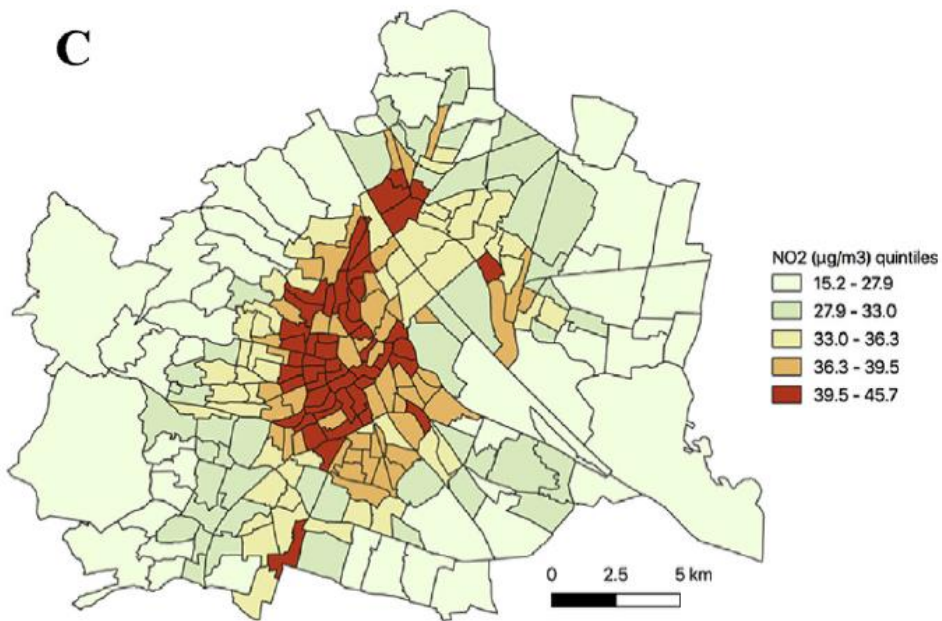 C
NO2 (µg/m3) quintiles
15.2 - 27.9
27.9 - 33.0
33.0 - 36.3
36.3 - 39.5
39.5 - 45.7
0 2.5 5 km